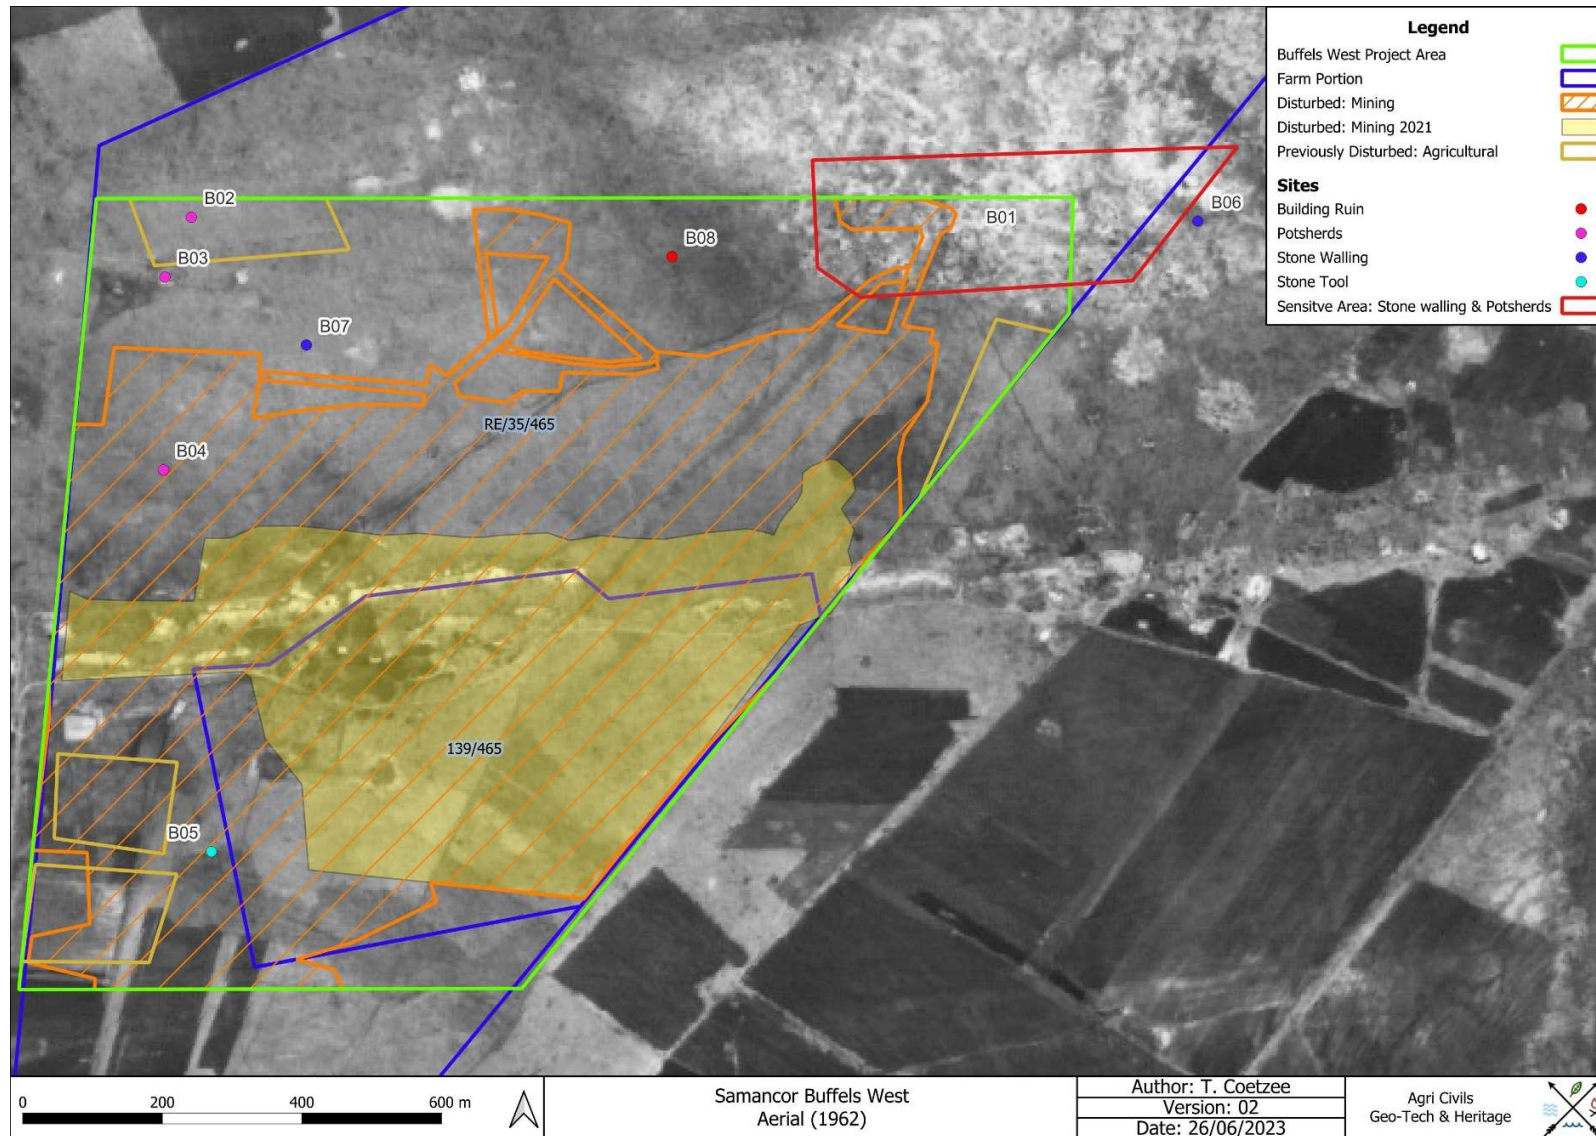 Legend
Buffels West Project Area
Farm Portion
Disturbed: Mining
Disturbed: Mining 2021
Previously Disturbed: Agricultural
Sites
Building Ruin
Potsherds
Stone Walling
Stone Tool
Sensitve Area: Stone walling & Potsherds
B02
B01
B06
B08
B03
B07
RE/35/465
B04
139/465
B05
0 200 400 600 m
Samancor Buffels West
Aerial (1962)
Author: T. Coetzee
Version: 02
Date: 26/06/2023
Agri Civils
Geo-Tech & Heritage